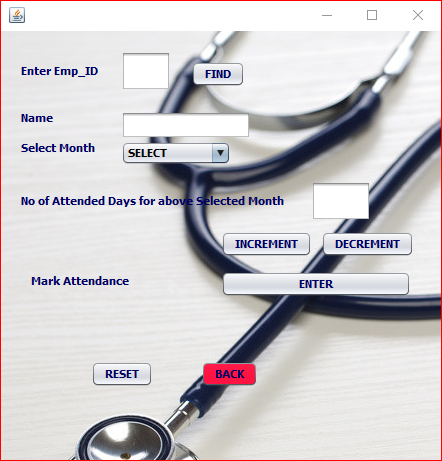 Enter Emp_ID
FIND
Name
Select Month
SELECT
No of Attended Days for above Selected Month
INCREMENT DECREMENT
Mark Attendance
ENTER
RESET BACK